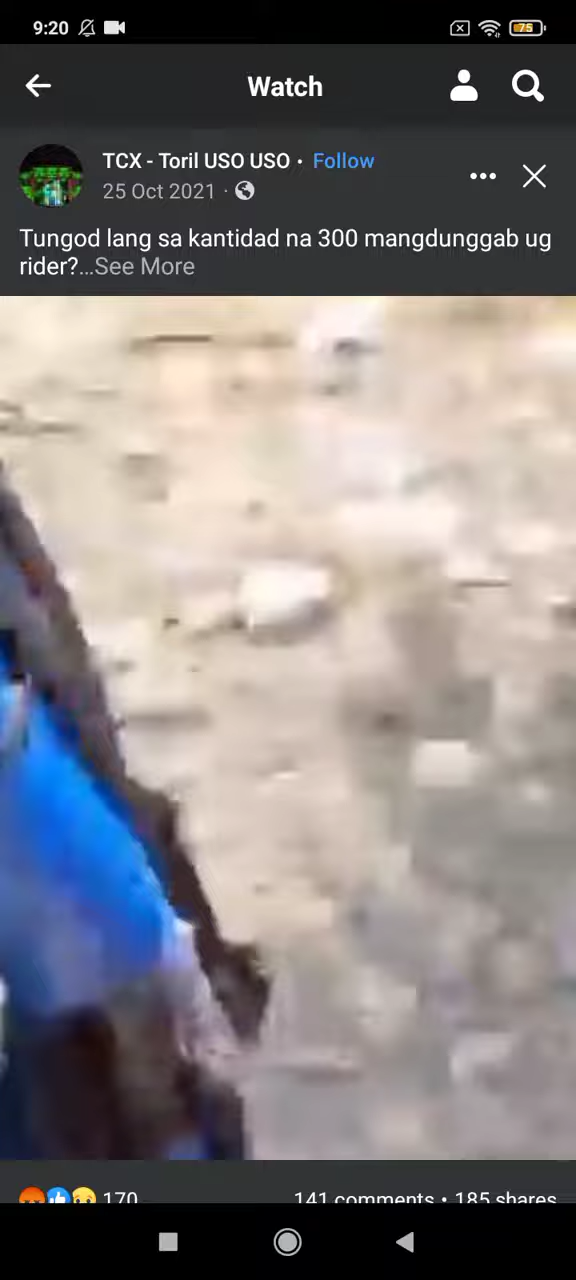 9:20
75
Watch
TCX - Toril USO USO · Follow
25 Oct 2021 ·
Tungod lang sa kantidad na 300 mangdunggab ug
rider?...See More
170
141 comments • 185 shares